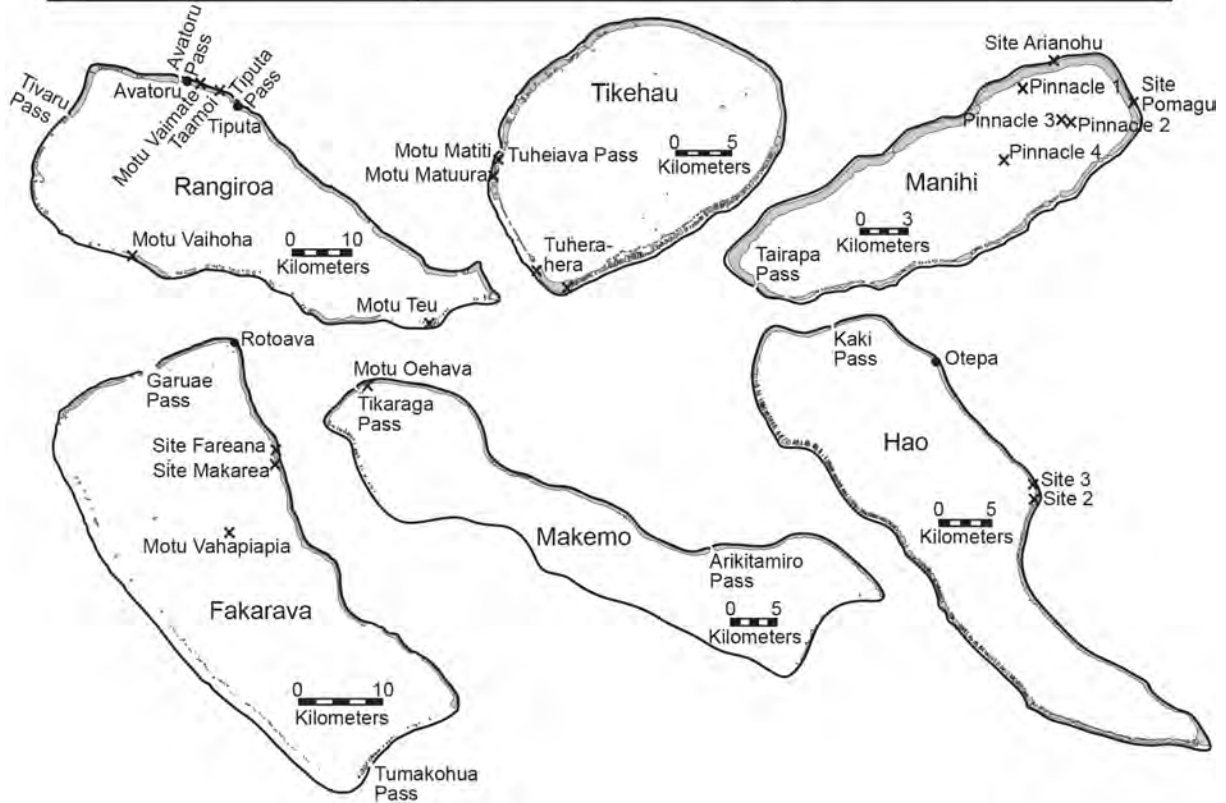 Tivaru
Pass
Avatoru
Pass
Avatoru
Motu Vaimate
Taamoi
Tiputa
Pass
Tiputa
Rangiroa
0 10
Kilometers
Motu Vaihoha
Motu Teu
Tikehau
0 5
Kilometers
Motu Matiti
Tuheiava Pass
Motu Matuurai
Tuhera-
hera
Site Arianohu
Pinnacle 1
Site
Pomagu
Pinnacle 3
Pinnacle 2
Pinnacle 4
Manihi
0 3
Kilometers
Tairapa
Pass
Rotoava
Garuae
Pass
Site Fareana
Site Makarea
Motu Vahapiapia
Fakarava
0 10
Kilometers
Tumakohua
Pass
Motu Oehava
Tikaraga
Pass
Makemo
Arikitamiro
Pass
0 5
Kilometers
Kaki
Pass
Otepa
Hao
Site 3
Site 2
0 5
Kilometers